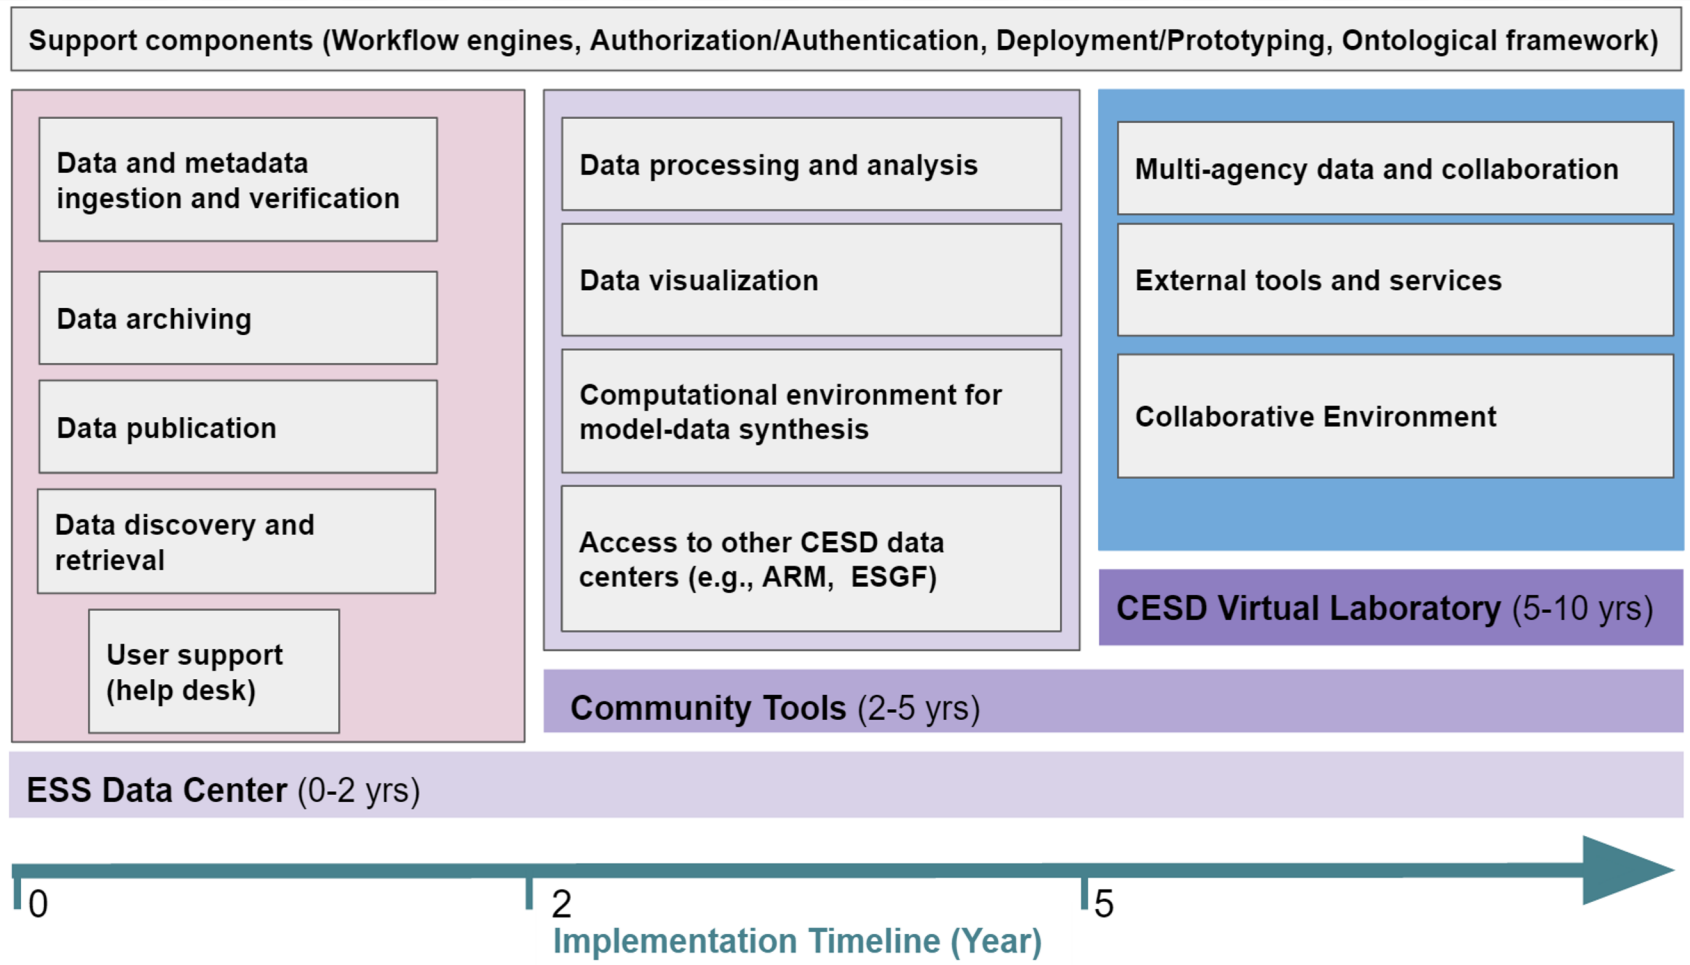 Support components (Workflow engines, Authorization/Authentication, Deployment/Prototyping, Ontological framework)
Data and metadata
ingestion and verification
Data archiving
Data publication
Data discovery and
retrieval
User support
(help desk)
Data processing and analysis
Data visualization
Computational environment for
model-data synthesis
Access to other CESD data
centers (e.g., ARM, ESGF)
Multi-agency data and collaboration
External tools and services
Collaborative Environment
CESD Virtual Laboratory (5-10 yrs)
Community Tools (2-5 yrs)
ESS Data Center (0-2 yrs)
0
2
5
Implementation Timeline (Year)